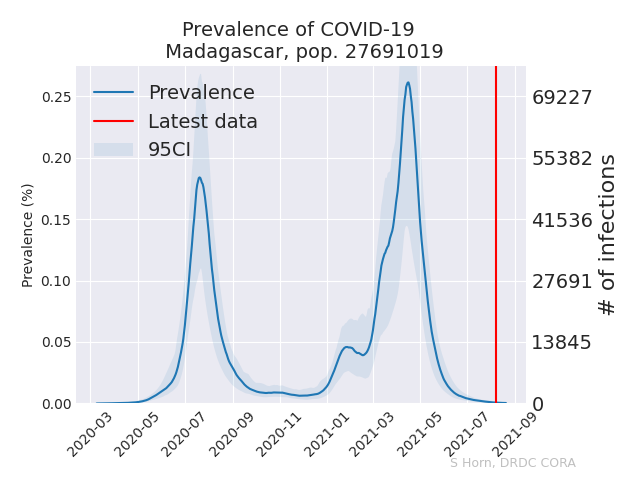 Prevalence of COVID-19
Madagascar, pop. 27691019
Prevalence
Latest data
95CI
Prevalence (%)
0.25
0.20
0.15
0.10
0.05
0.00
69227
55382
41536
27691
13845
0
# of infections
2020-03
2020-05
2020-07
2020-09
2020-11
2021-01
2021-03
2021-05
2021-07
2021-09
S Horn, DRDC CORA